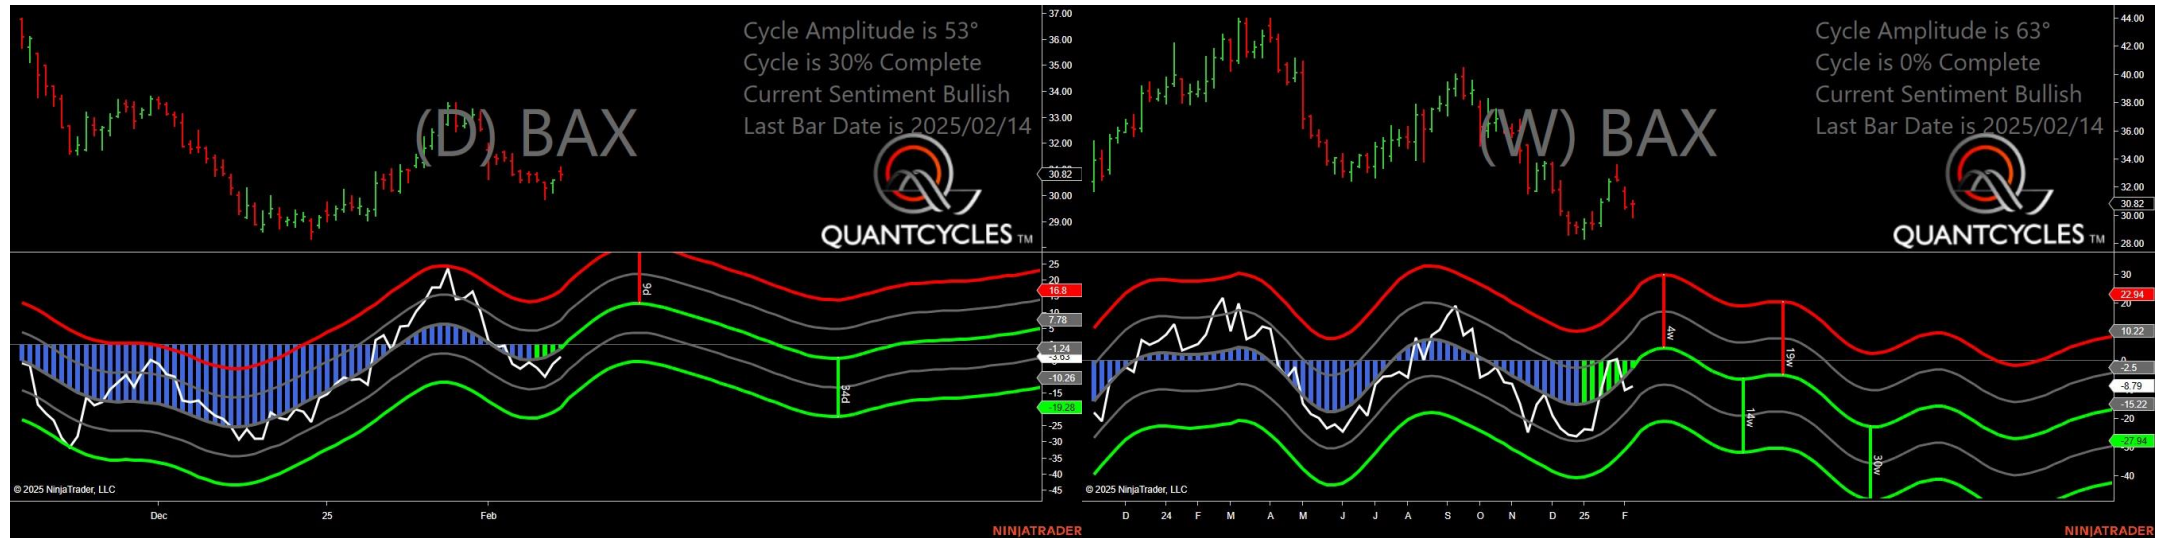 Cycle Amplitude is 53°
Cycle is 30% Complete
Current Sentiment Bullish
Last Bar Date is 2025/02/14
(D) BAX
QUANTCYCLES TM
37.00
36.00
35.00
34.00
33.00
32.00
30.82
30.00
29.00
25
20
16.8
10
7.78
5
-1.24
-3.63
-10.26
-15
-19.28
-25
-30
-35
-40
-45
9d
34d
© 2025 NinjaTrader, LLC
Dec
25
Feb
NINJATRADER
Cycle Amplitude is 63°
Cycle is 0% Complete
Current Sentiment Bullish
Last Bar Date is 2025/02/14
(W) BAX
QUANTCYCLES TM
44.00
42.00
40.00
38.00
36.00
34.00
32.00
30.82
30.00
28.00
30
22.94
20
10.22
0
-2.5
-8.79
-15.22
-20
-27.94
-40
4w
19w
14w
30w
© 2025 NinjaTrader, LLC
D 24 F M A M J J A S O N D 25 F
NINJATRADER